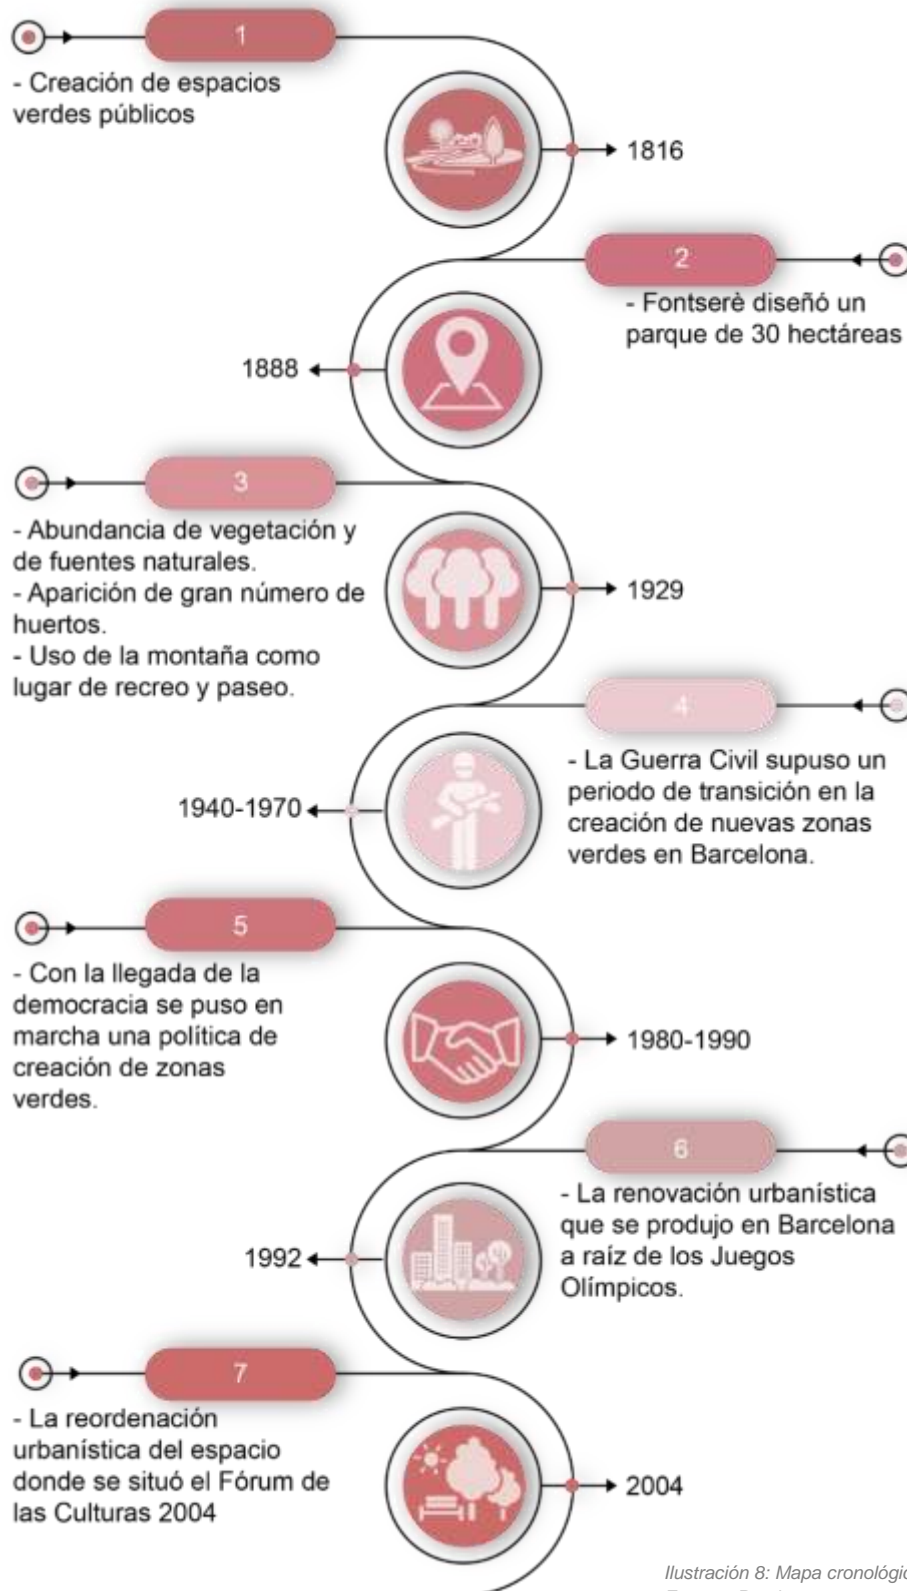 1
- Creación de espacios
verdes públicos
1816
2
- Fontserè diseñó un
parque de 30 hectáreas
1888
3
- Abundancia de vegetación y
de fuentes naturales.
- Aparición de gran número de
huertos.
- Uso de la montaña como
lugar de recreo y paseo.
1929
4
- La Guerra Civil supuso un
periodo de transición en la
creación de nuevas zonas
verdes en Barcelona.
1940-1970
5
- Con la llegada de la
democracia se puso en
marcha una política de
creación de zonas
verdes.
1980-1990
6
- La renovación urbanística
que se produjo en Barcelona
a raíz de los Juegos
Olímpicos.
1992
7
- La reordenación
urbanística del espacio
donde se situó el Fórum de
las Culturas 2004
2004
Ilustración 8: Mapa cronológic